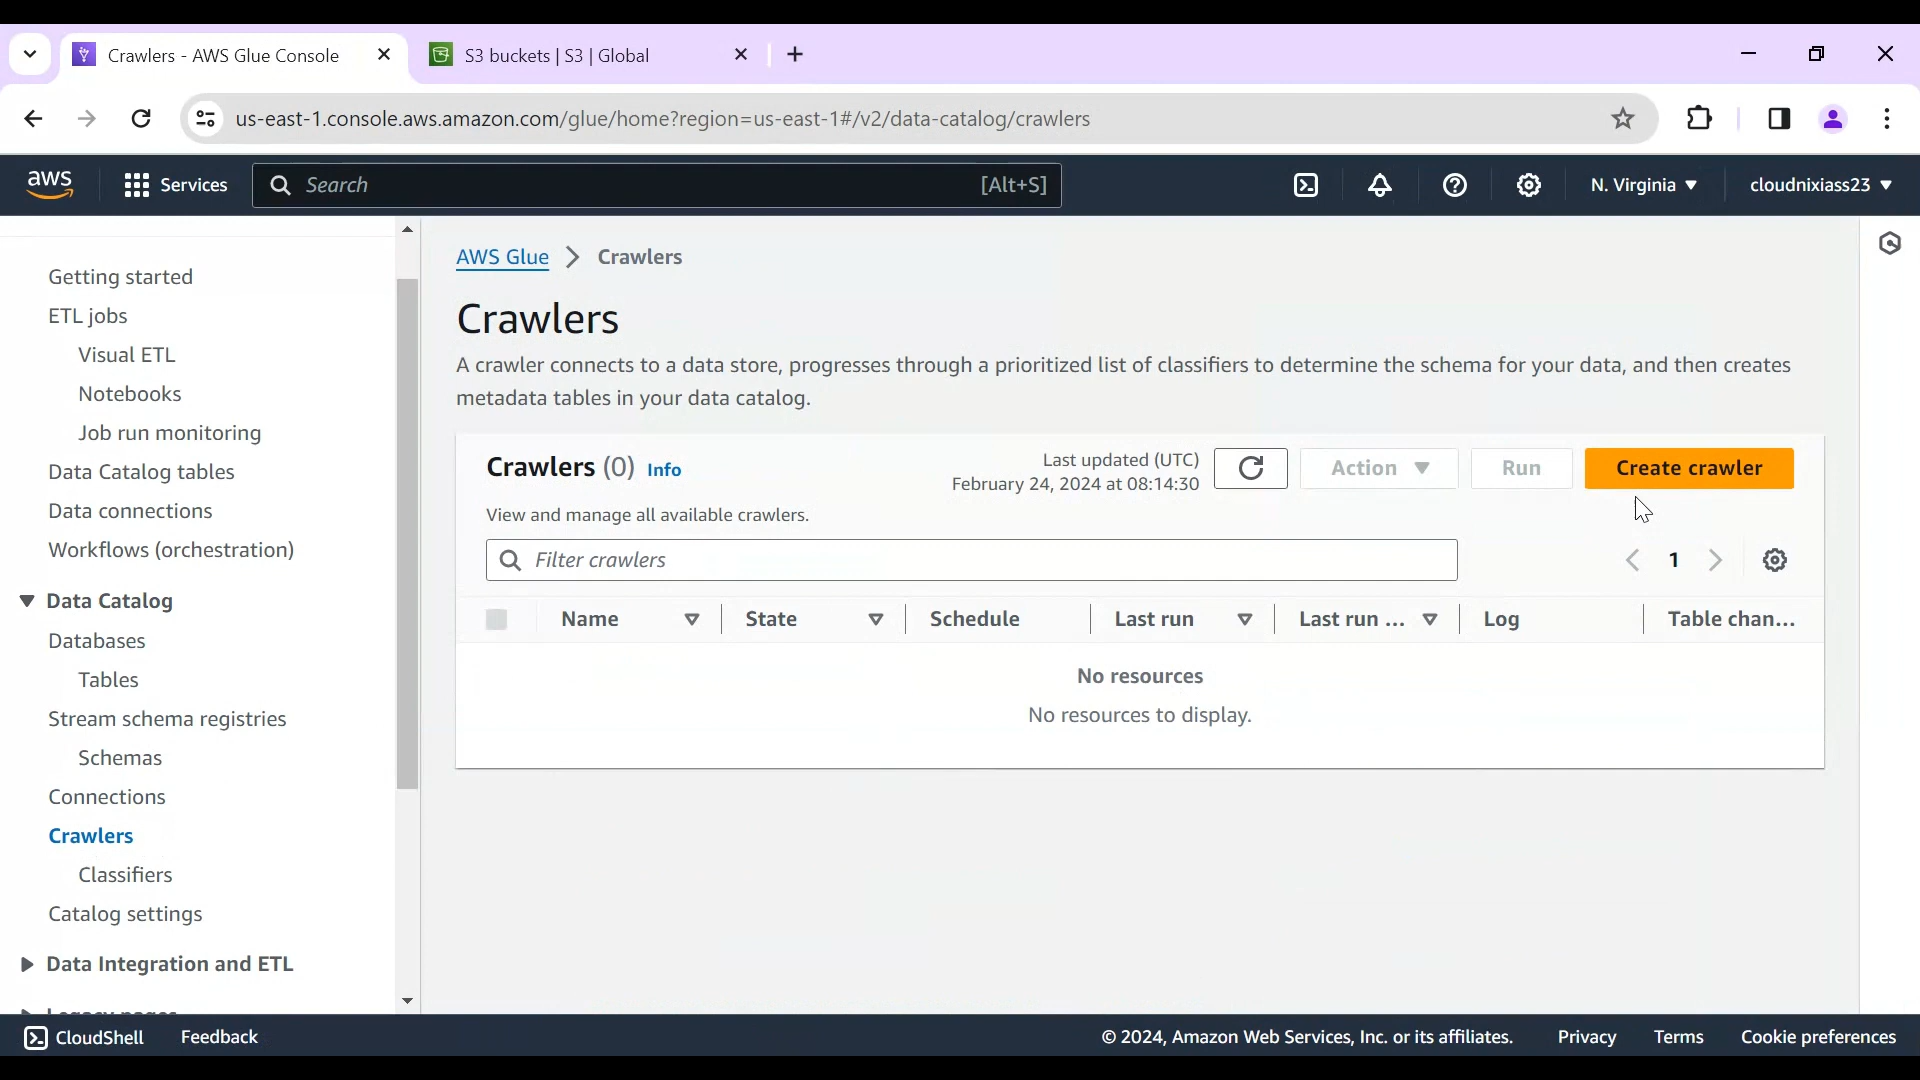 Crawlers - AWS Glue Console
S3 buckets | S3 | Global
us-east-1.console.aws.amazon.com/glue/home?region=us-east-1#/v2/data-catalog/crawlers
aws
Services
Search
[Alt+S]
N. Virginia
cloudnixiass23
Getting started
ETL jobs
Visual ETL
Notebooks
Job run monitoring
Data Catalog tables
Data connections
Workflows (orchestration)
Data Catalog
Databases
Tables
Stream schema registries
Schemas
Connections
Crawlers
Classifiers
Catalog settings
Data Integration and ETL
Legacy pages
AWS Glue
Crawlers
Crawlers
A crawler connects to a data store, progresses through a prioritized list of classifiers to determine the schema for your data, and then creates
metadata tables in your data catalog.
Crawlers (0) Info
Last updated (UTC)
February 24, 2024 at 08:14:30
Action
Run
Create crawler
View and manage all available crawlers.
Filter crawlers
1
Name
State
Schedule
Last run
Last run ...
Log
Table chan...
No resources
No resources to display.
CloudShell
Feedback
© 2024, Amazon Web Services, Inc. or its affiliates.
Privacy
Terms
Cookie preferences